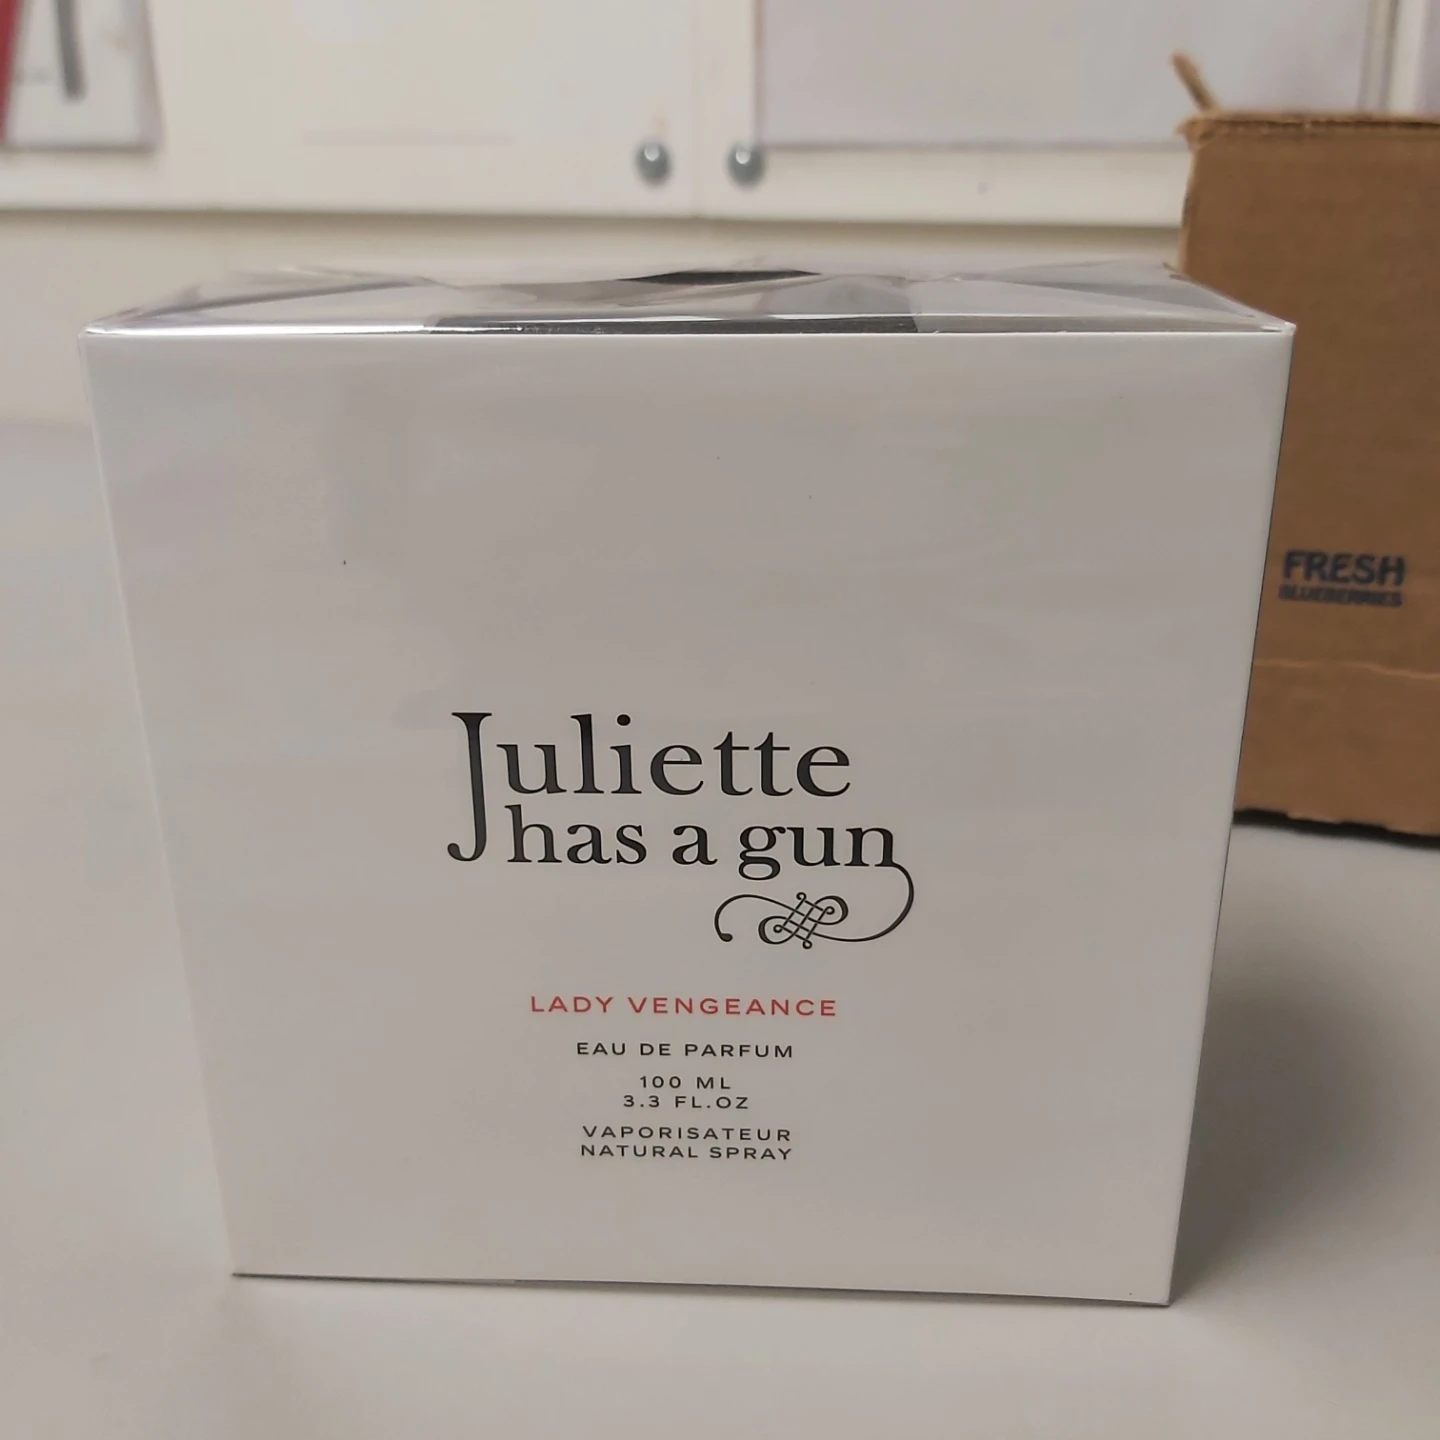 Juliette
has a gun
LADY VENGEANCE
EAU DE PARFUM
100 ML
3.3 FL.OZ
VAPORISATEUR
NATURAL SPRAY
FRESH
BLUEBERRIES